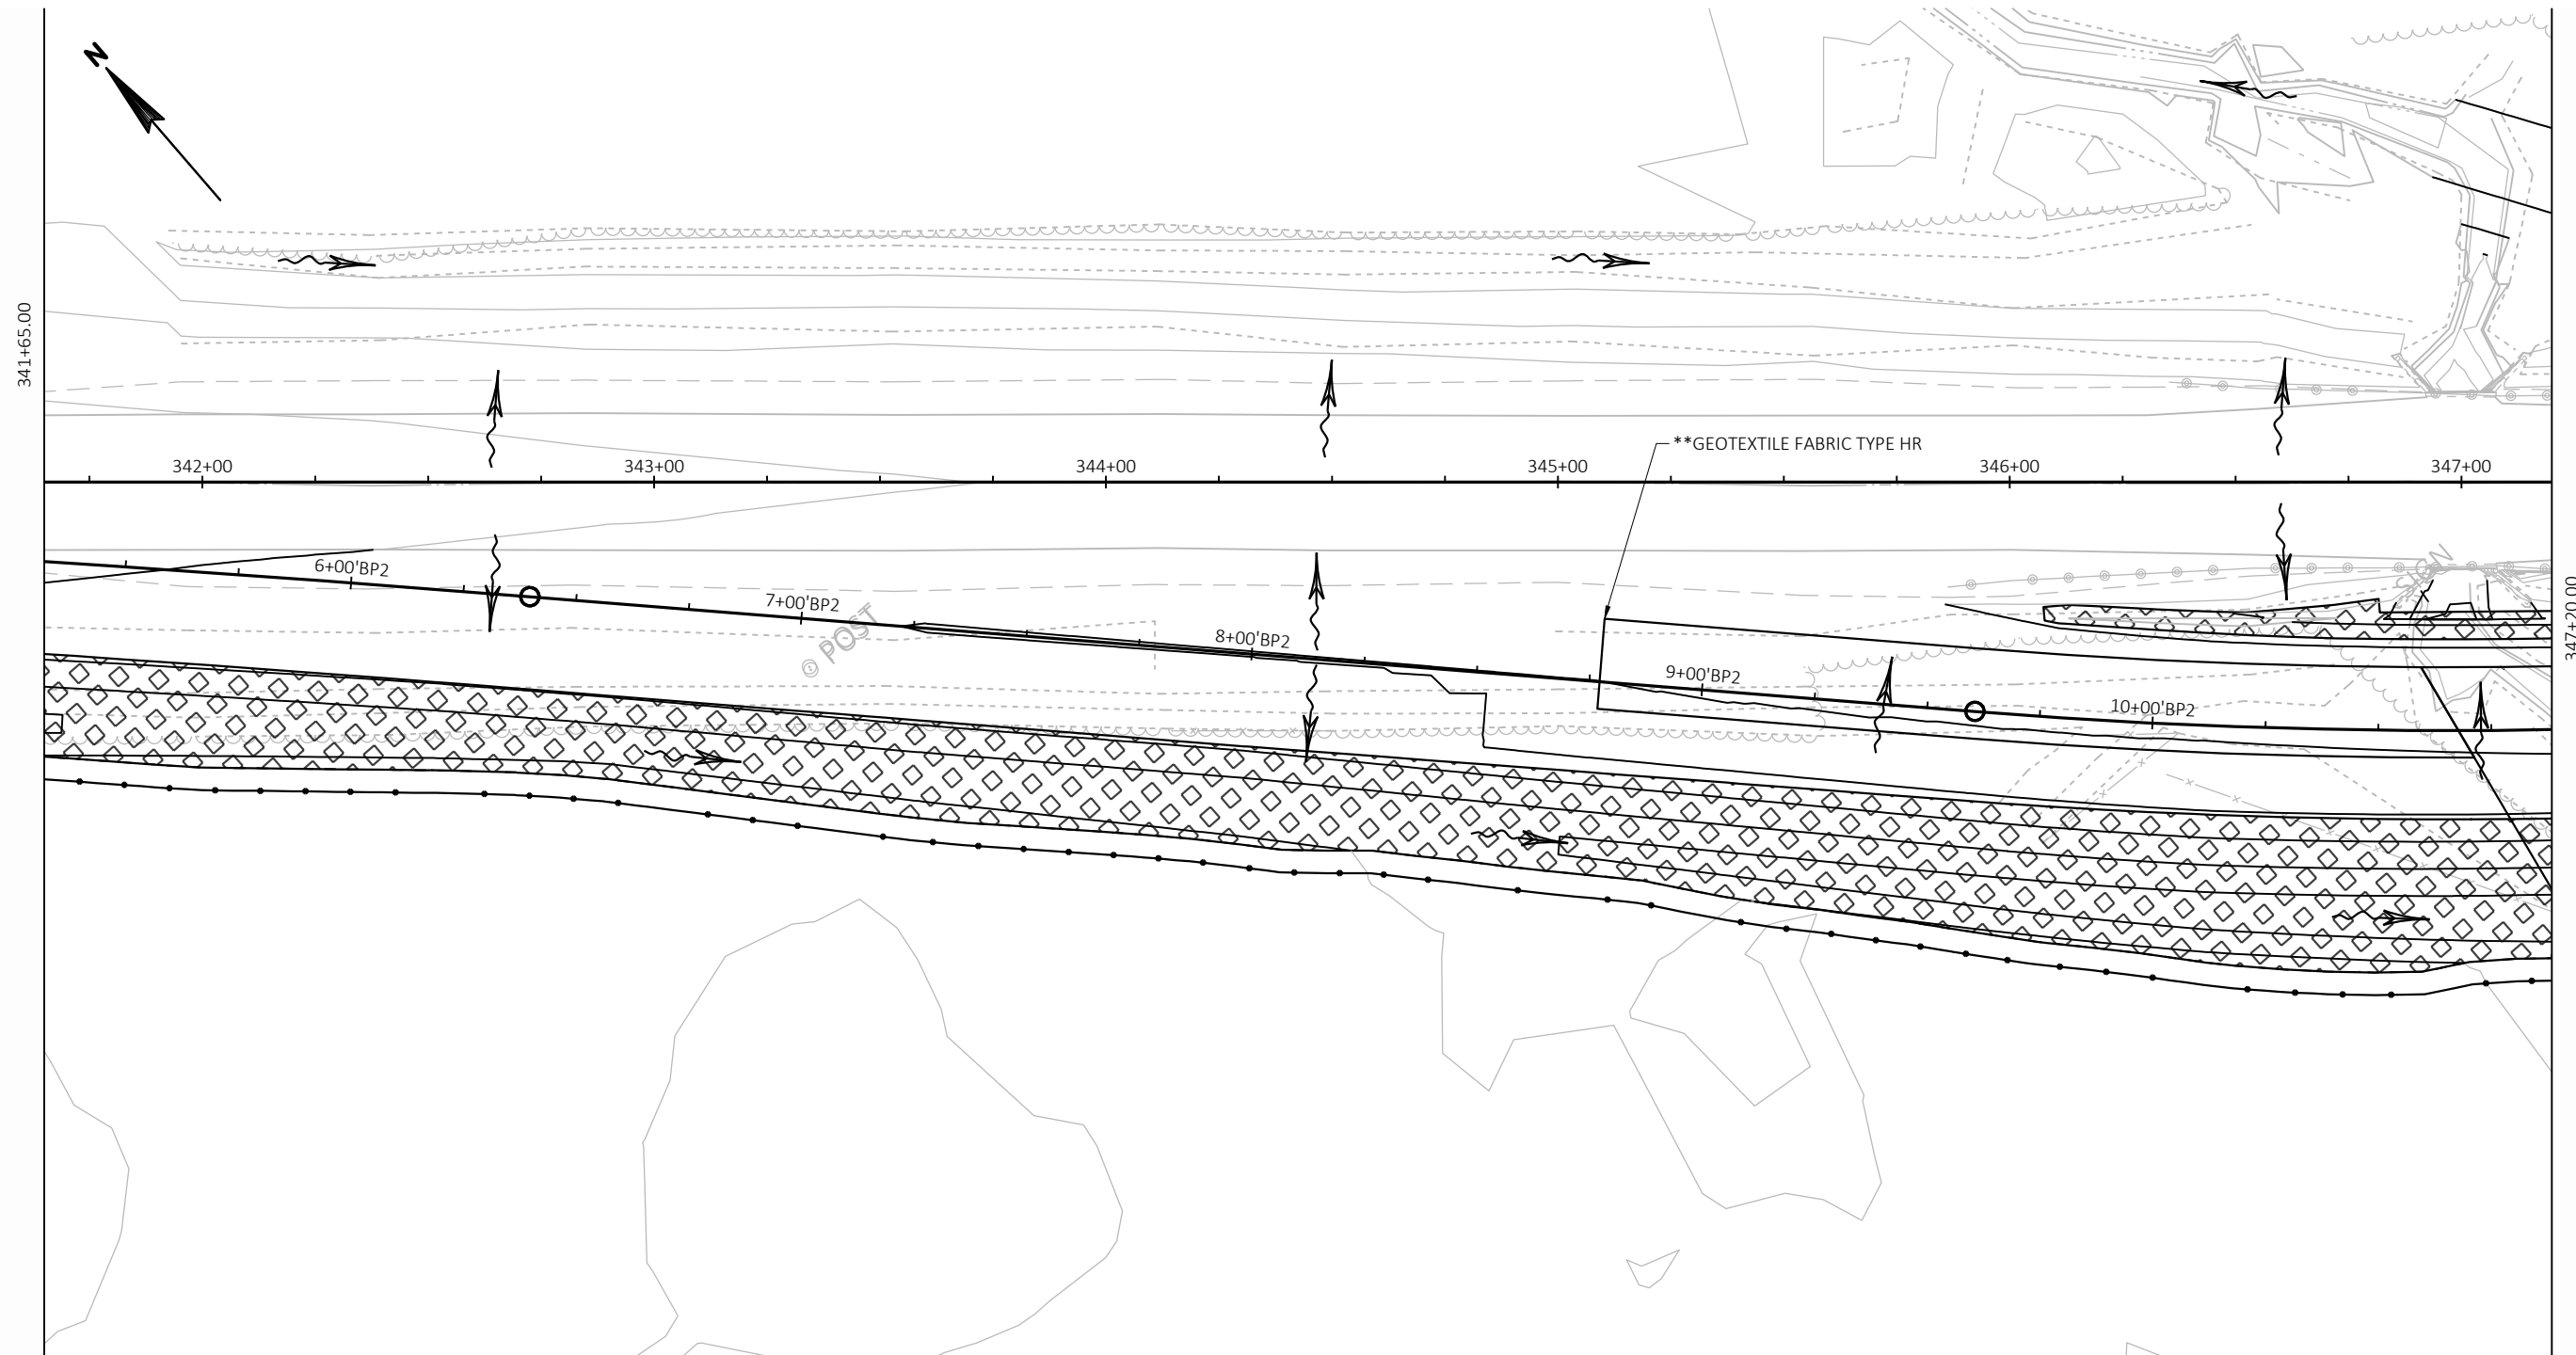 N
341+65.00
**GEOTEXTILE FABRIC TYPE HR
342+00
343+00
344+00
345+00
346+00
347+00
6+00'BP2
7+00'BP2
8+00'BP2
9+00'BP2
10+00'BP2
POST
SIGN
347+20.00